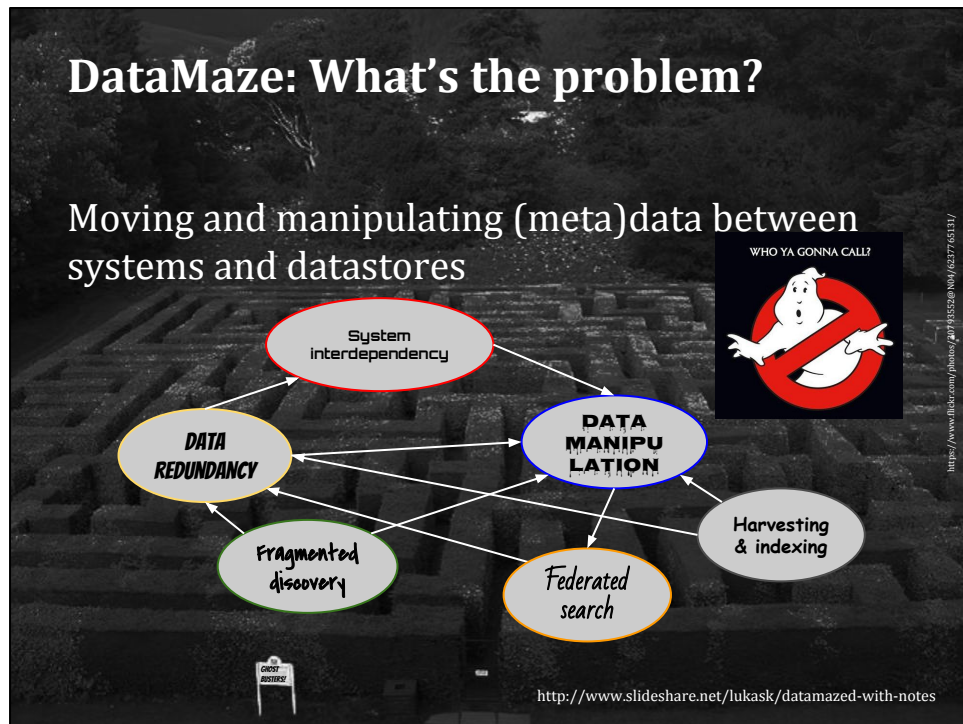 DataMaze: What's the problem?
Moving and manipulating (meta)data between
systems and datastores
WHO YA GONNA CALL?
System
interdependency
DATA
REDUNDANCY
DATA
MANIPU
LATION
Harvesting
& indexing
Fragmented
discovery
Federated
search
GHOST
BUSTERS!
http://www.slideshare.net/lukask/datamazed-with-notes